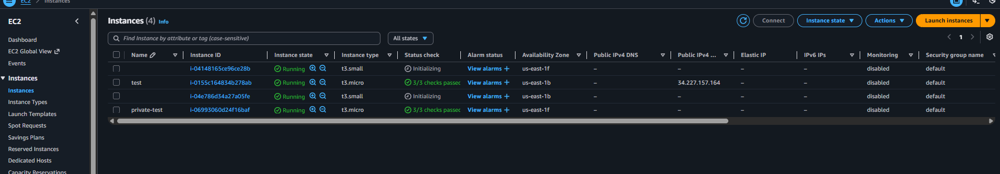 EC2 > Instances
EC2
Dashboard
EC2 Global View
Events
Instances
Instances
Instance Types
Launch Templates
Spot Requests
Savings Plans
Reserved Instances
Dedicated Hosts
Capacity Reservations
Instances (4) Info
Connect
Instance state
Actions
Launch instances
Find Instance by attribute or tag (case-sensitive)
All states
1
Name Instance ID Instance state Instance type Status check Alarm status Availability Zone Public IPv4 DNS Public IPv4 ... Elastic IP IPv6 IPs Monitoring Security group name
i-04148165ce96ce28b Running t3.small Initializing View alarms + us-east-1f – – – – disabled default
test i-0155c164834b278ab Running t3.micro 3/3 checks passed View alarms + us-east-1b – 34.227.157.164 – – disabled default
i-04e786d34a27a05fe Running t3.small Initializing View alarms + us-east-1b – – – – disabled default
private-test i-06993060d24f16baf Running t3.micro 3/3 checks passed View alarms + us-east-1f – – – – disabled default